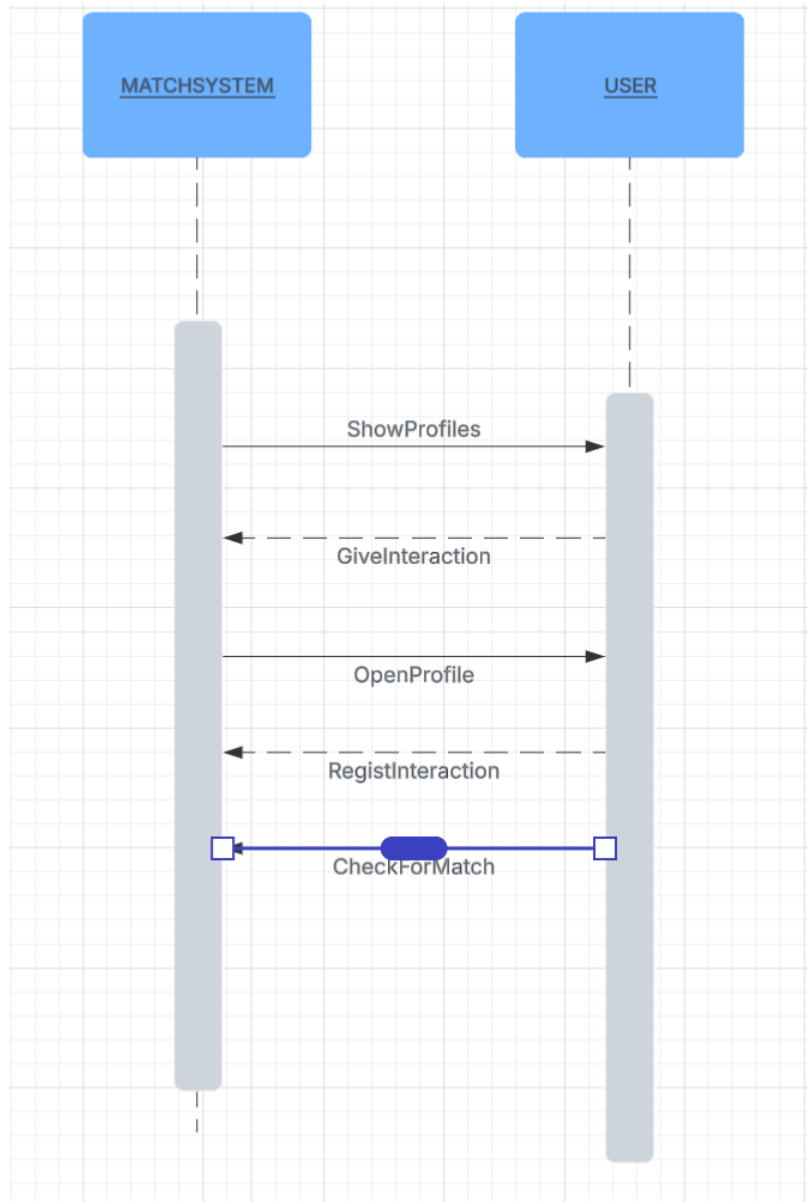 MATCHSYSTEM
USER
ShowProfiles
GiveInteraction
OpenProfile
RegistInteraction
CheckForMatch